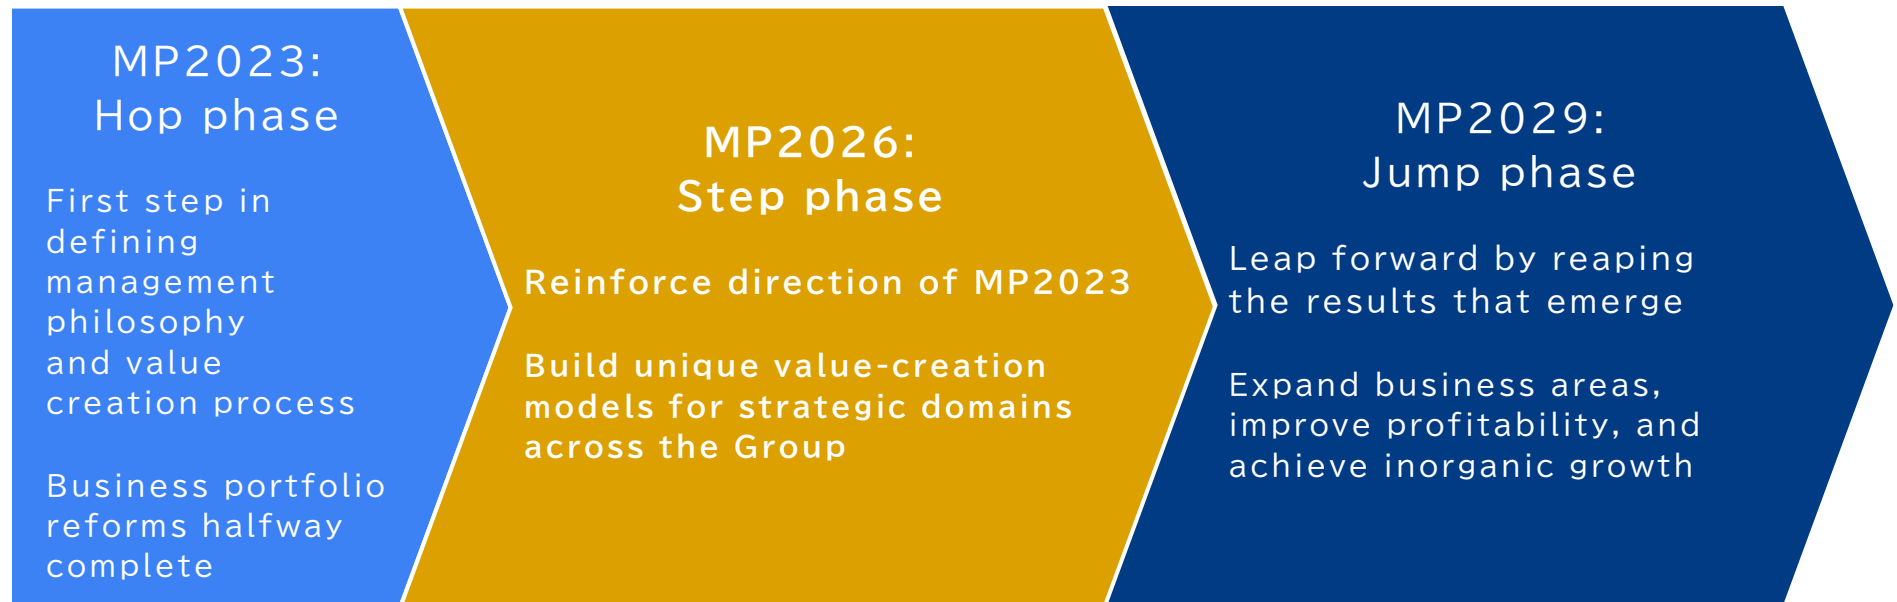 MP2023:
Hop phase
First step in
defining
management
philosophy
and value
creation process
Business portfolio
reforms halfway
complete
MP2026:
Step phase
Reinforce direction of MP2023
Build unique value-creation
models for strategic domains
across the Group
MP2029:
Jump phase
Leap forward by reaping
the results that emerge
Expand business areas,
improve profitability, and
achieve inorganic growth